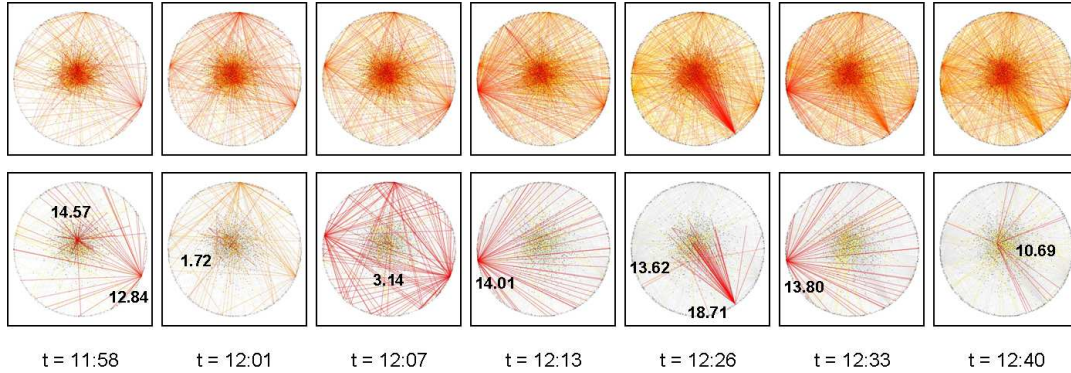 14.57
12.84
1.72
3.14
14.01
13.62
18.71
13.80
10.69
t = 11:58
t = 12:01
t = 12:07
t = 12:13
t = 12:26
t = 12:33
t = 12:40